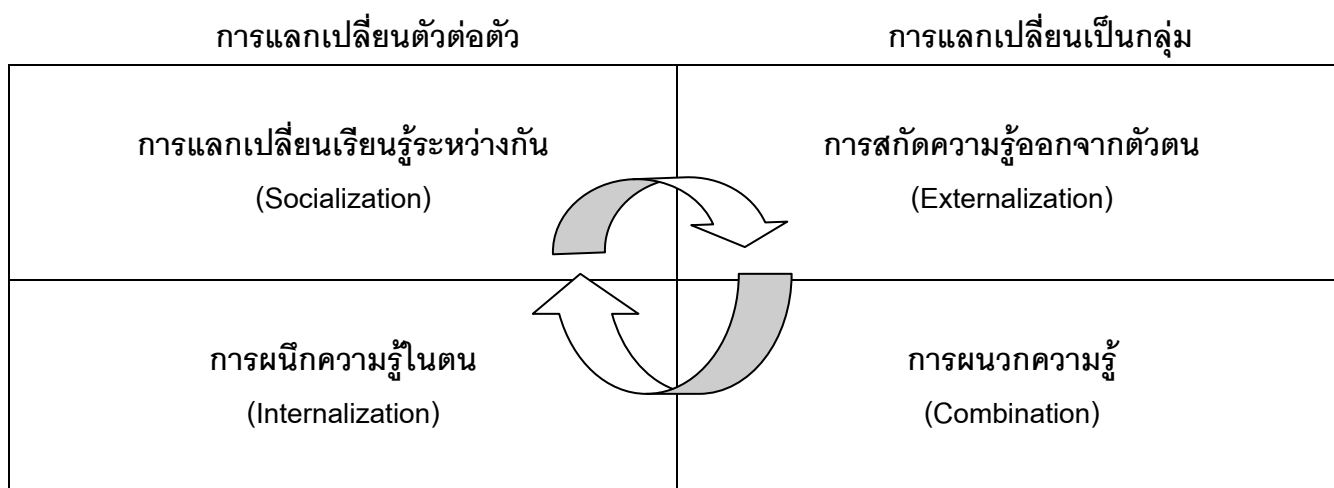 การแลกเปลี่ยนตัวต่อตัว
การแลกเปลี่ยนเป็นกลุ่ม
การแลกเปลี่ยนเรียนรู้ระหว่างกัน
(Socialization)
การสกัดความรู้ออกจากตัวตน
(Externalization)
การผนึกความรู้ในตน
(Internalization)
การผนวกความรู้
(Combination)